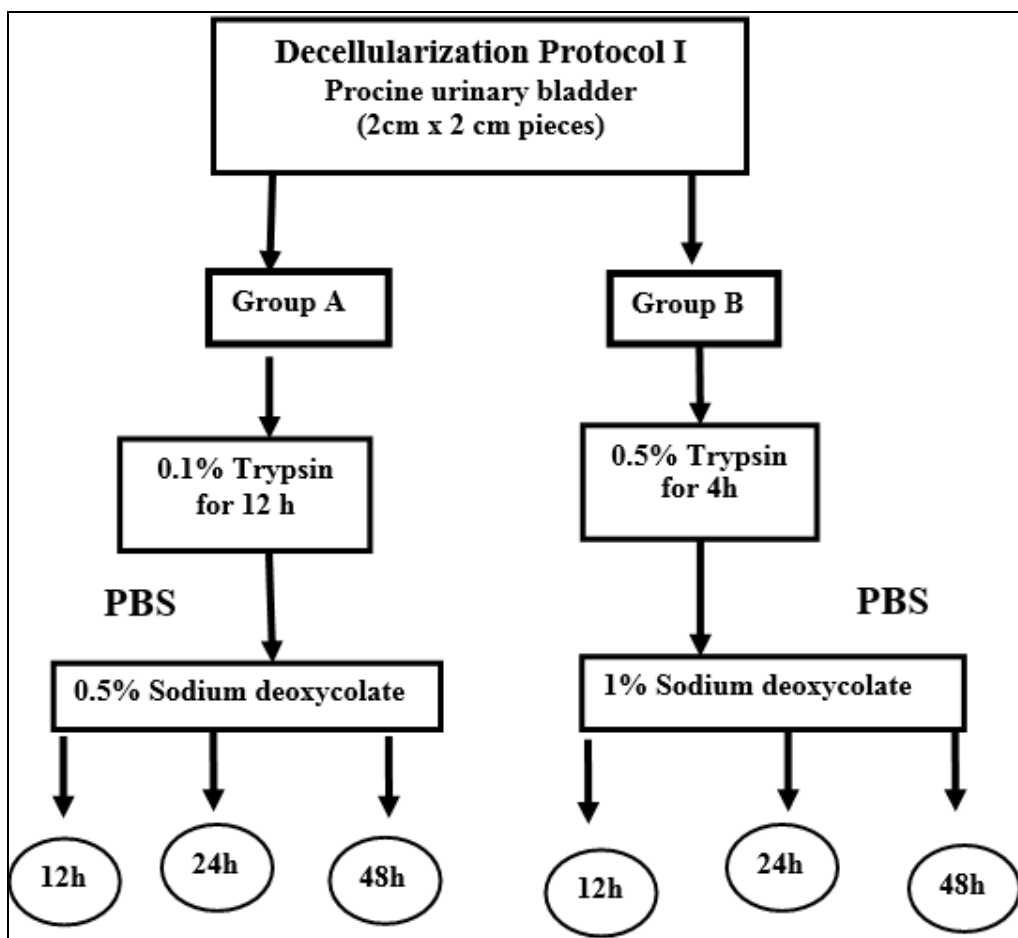 Decellularization Protocol I
Procine urinary bladder
(2cm x 2 cm pieces)
Group A
Group B
0.1% Trypsin
for 12 h
0.5% Trypsin
for 4h
PBS
PBS
0.5% Sodium deoxycolate
1% Sodium deoxycolate
12h
24h
48h
12h
24h
48h